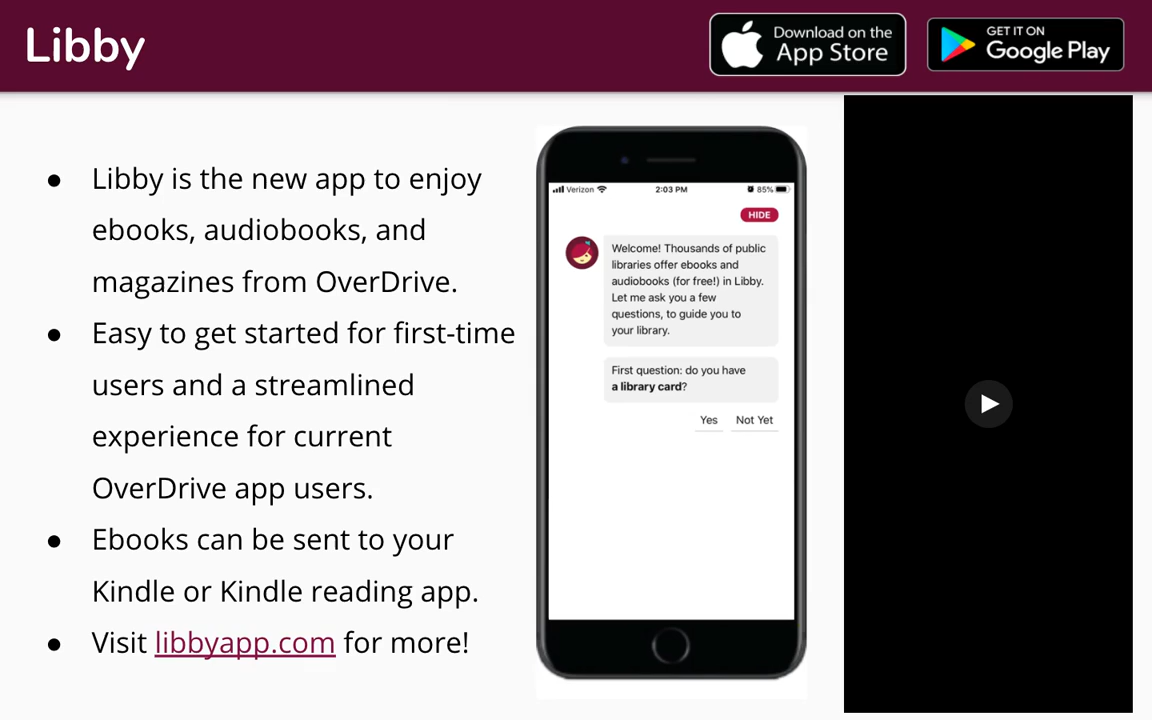 Libby
Download on the
App Store
GET IT ON
Google Play
● Libby is the new app to enjoy
ebooks, audiobooks, and
magazines from OverDrive.
● Easy to get started for first-time
users and a streamlined
experience for current
OverDrive app users.
● Ebooks can be sent to your
Kindle or Kindle reading app.
● Visit libbyapp.com for more!
Verizon 2:03 PM 85%
HIDE
Welcome! Thousands of public
libraries offer ebooks and
audiobooks (for free!) in Libby.
Let me ask you a few
questions, to guide you to
your library.
First question: do you have
a library card?
Yes Not Yet